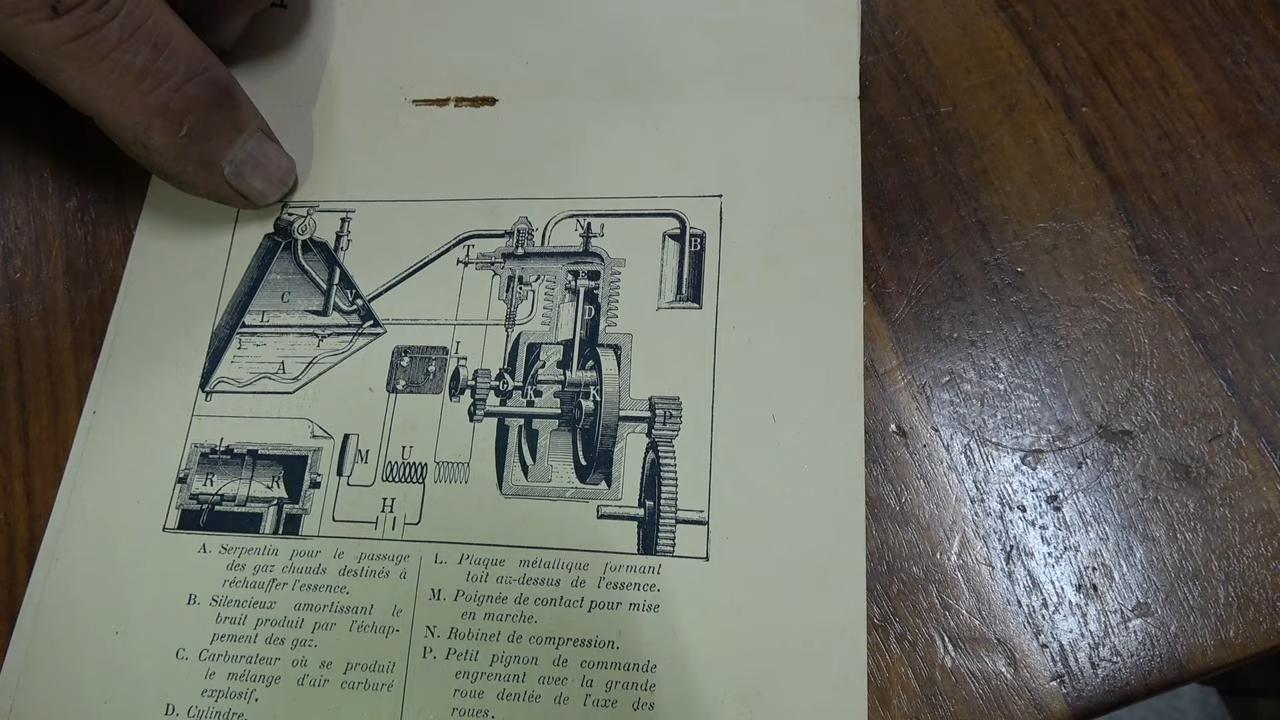 N
B
T
E
J
V
C
D
L
I
A
K
K
P
M
U
R
R
H
A. Serpentin pour le passage
des gaz chauds destinés à
réchauffer l'essence.
B. Silencieux amortissant le
bruit produit par l'échap-
pement des gaz.
C. Carburateur où se produit
le mélange d'air carburé
explosif.
D. Cylindre.
L. Plaque métallique formant
toit au-dessus de l'essence.
M. Poignée de contact pour mise
en marche.
N. Robinet de compression.
P. Petit pignon de commande
engrenant avec la grande
roue dentée de l'axe des
roues.